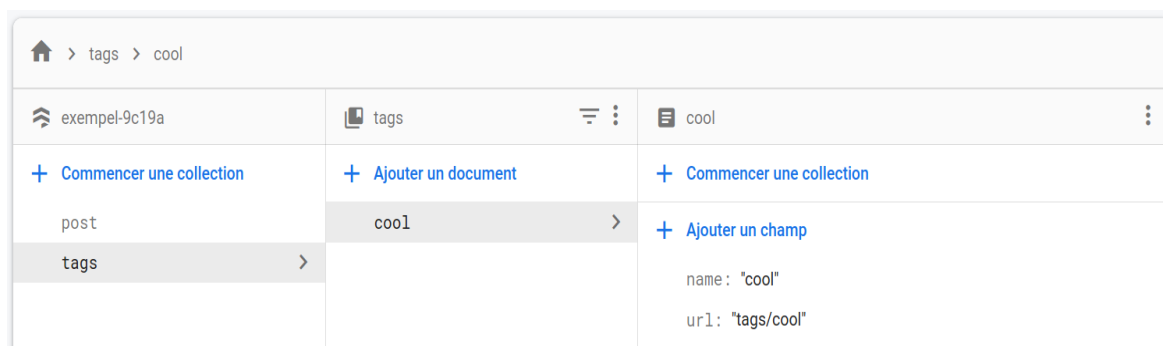 > tags > cool
exempel-9c19a
tags
cool
+ Commencer une collection
+ Ajouter un document
+ Commencer une collection
post
cool >
+ Ajouter un champ
tags >
name: "cool"
url: "tags/cool"